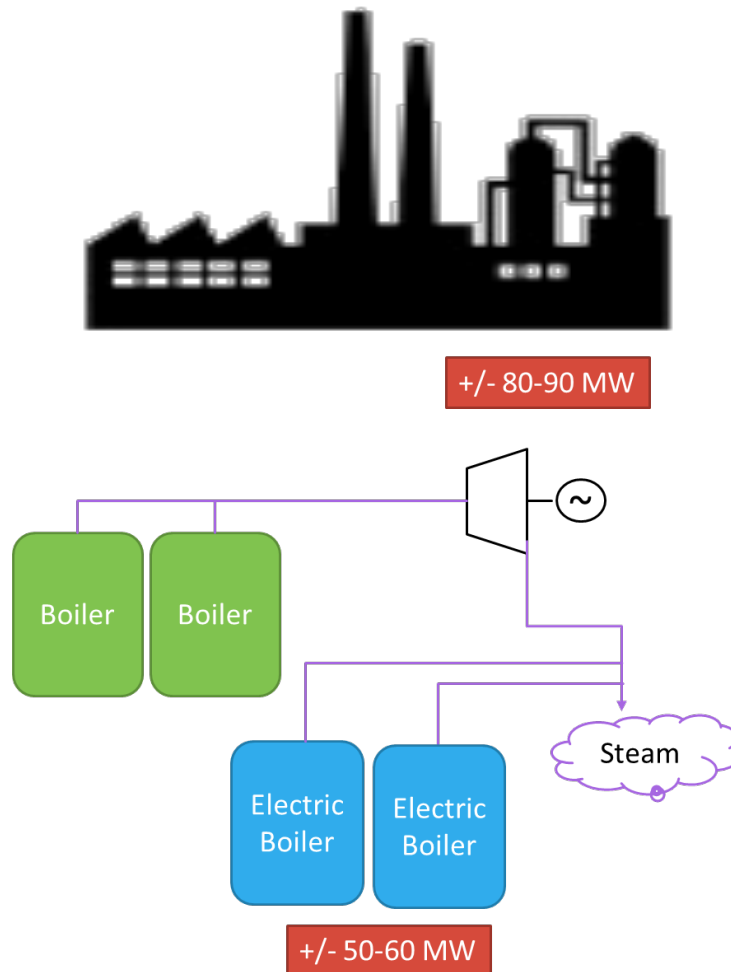 +/- 80-90 MW
~
Boiler
Boiler
Electric
Boiler
Electric
Boiler
Steam
+/- 50-60 MW